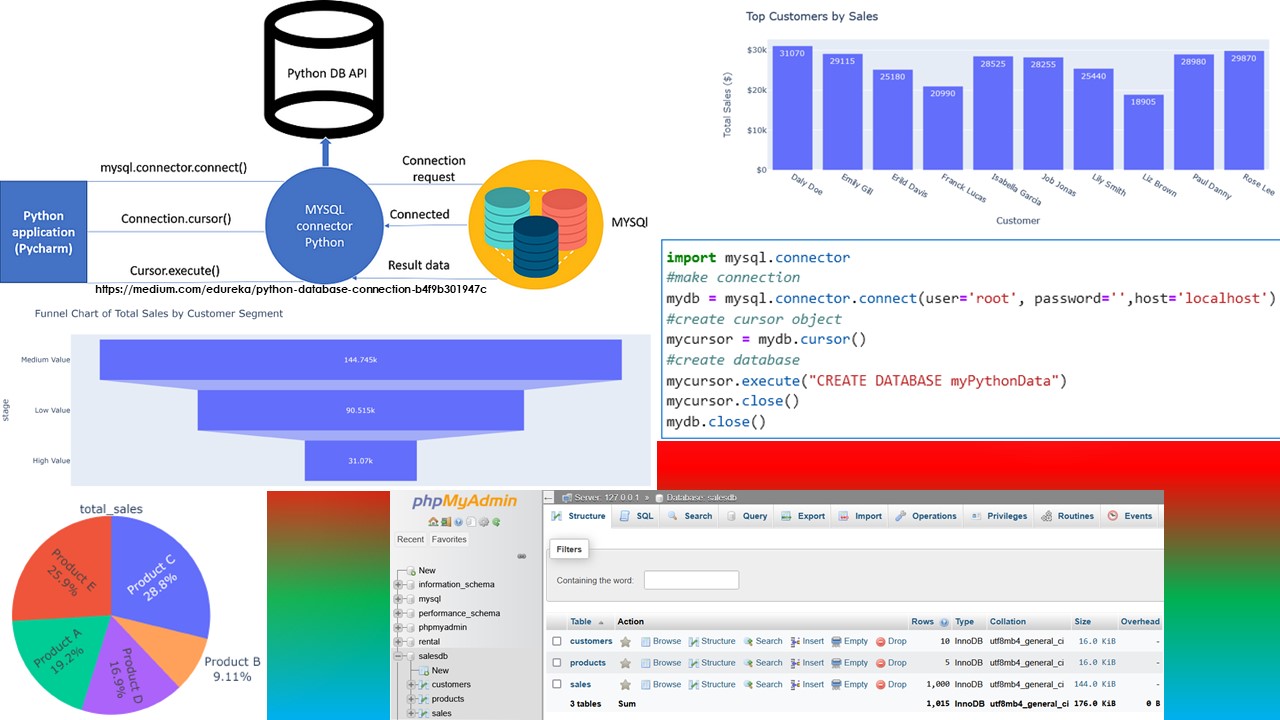 Python DB API
mysql.connector.connect()
Connection request
Python application (Pycharm)
Connection.cursor()
MYSQL connector Python
Connected
MYSQl
Cursor.execute()
Result data
https://medium.com/edureka/python-database-connection-b4f9b301947c
Top Customers by Sales
Total Sales ($)
$30k
$20k
$10k
$0
31070
29115
25180
20990
28525
28255
25440
18905
28980
29870
Daly Doe
Emily Gill
Enid Davis
Franck Lucas
Isabella Garcia
Job Jonas
Lily Smith
Liz Brown
Paul Danny
Rose Lee
Customer
import mysql.connector
#make connection
mydb = mysql.connector.connect(user='root', password='',host='localhost')
#create cursor object
mycursor = mydb.cursor()
#create database
mycursor.execute("CREATE DATABASE myPythonData")
mycursor.close()
mydb.close()
Funnel Chart of Total Sales by Customer Segment
stage
Medium Value 144.745k
Low Value 90.515k
High Value 31.07k
total_sales
Product E 25.9%
Product C 28.8%
Product A 19.2%
Product D 16.9%
Product B 9.11%
phpMyAdmin
Recent Favorites
New
information_schema
mysql
performance_schema
phpmyadmin
rental
salesdb
New
customers
products
sales
Server: 127.0.0.1 » Database: salesdb
Structure SQL Search Query Export Import Operations Privileges Routines Events
Filters
Containing the word:
Table Action Rows Type Collation Size Overhead
customers Browse Structure Search Insert Empty Drop 10 InnoDB utf8mb4_general_ci 16.0 KiB -
products Browse Structure Search Insert Empty Drop 5 InnoDB utf8mb4_general_ci 16.0 KiB -
sales Browse Structure Search Insert Empty Drop 1,000 InnoDB utf8mb4_general_ci 144.0 KiB -
3 tables Sum 1,015 InnoDB utf8mb4_general_ci 176.0 KiB 0 B